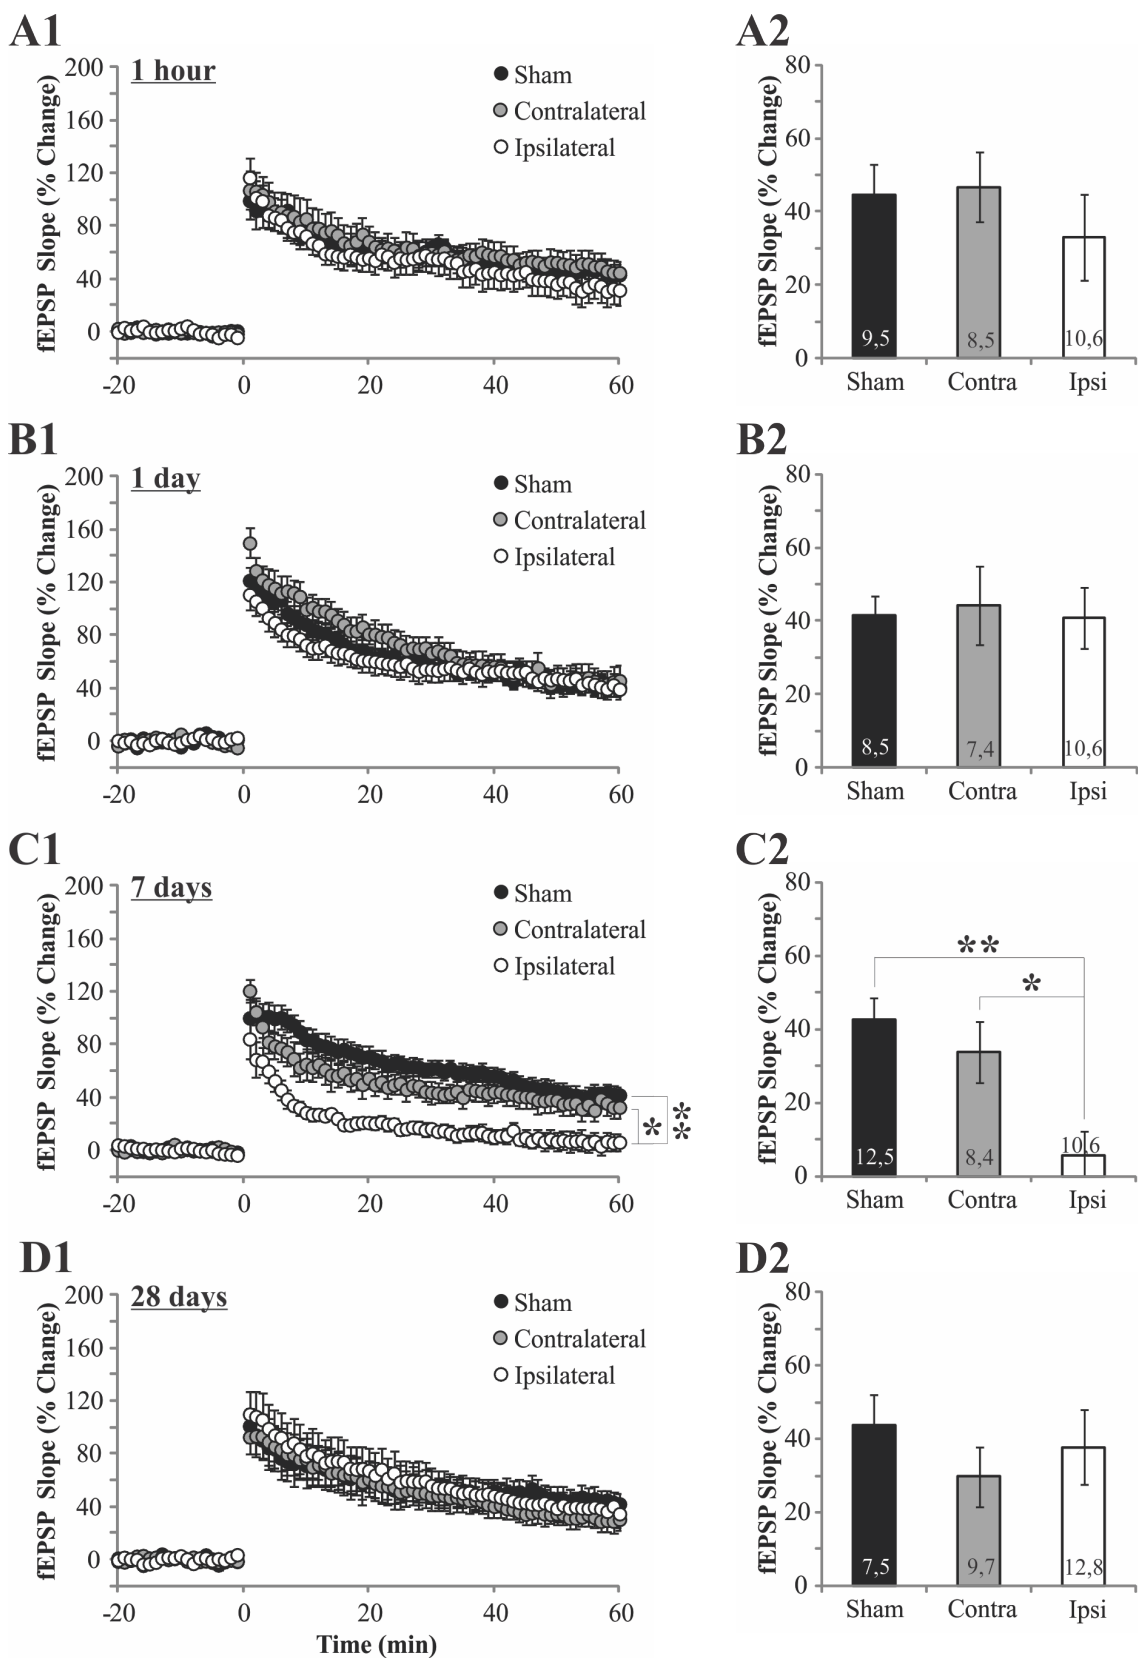 A1
1 hour
fEPSP Slope (% Change)
200
160
120
80
40
0
-20 0 20 40 60
Sham
Contralateral
Ipsilateral
A2
fEPSP Slope (% Change)
80
60
40
20
0
9,5 8,5 10,6
Sham Contra Ipsi
B1
1 day
fEPSP Slope (% Change)
200
160
120
80
40
0
-20 0 20 40 60
Sham
Contralateral
Ipsilateral
B2
fEPSP Slope (% Change)
80
60
40
20
0
8,5 7,4 10,6
Sham Contra Ipsi
C1
7 days
fEPSP Slope (% Change)
200
160
120
80
40
0
-20 0 20 40 60
Sham
Contralateral
Ipsilateral
* **
C2
fEPSP Slope (% Change)
80
60
40
20
0
**
*
12,5 8,4 10,6
Sham Contra Ipsi
D1
28 days
fEPSP Slope (% Change)
200
160
120
80
40
0
-20 0 20 40 60
Time (min)
Sham
Contralateral
Ipsilateral
D2
fEPSP Slope (% Change)
80
60
40
20
0
7,5 9,7 12,8
Sham Contra Ipsi